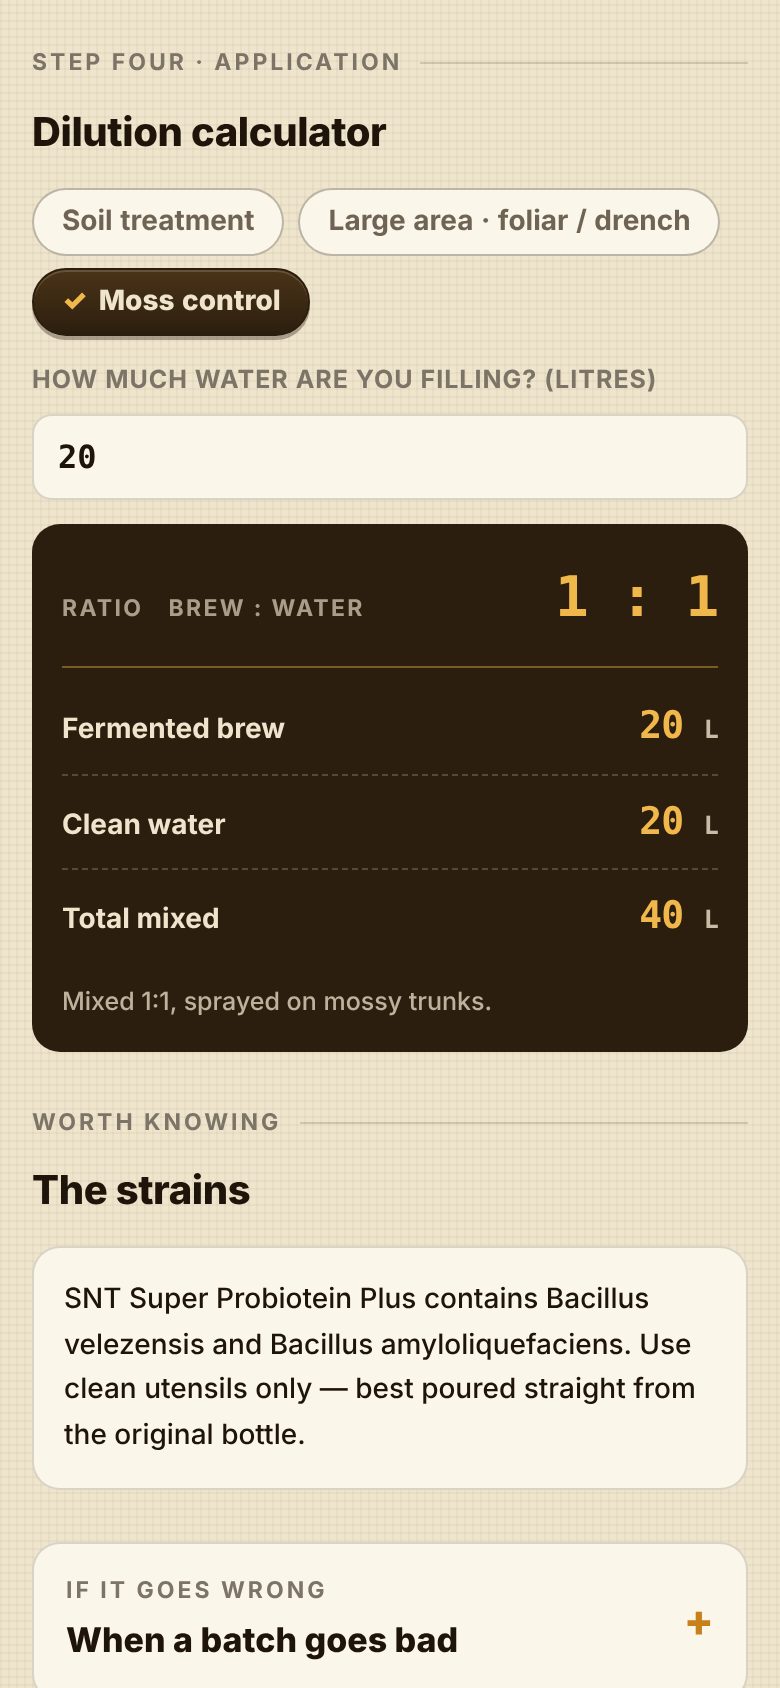 STEP FOUR · APPLICATION
Dilution calculator
Soil treatment
Large area · foliar / drench
✓ Moss control
HOW MUCH WATER ARE YOU FILLING? (LITRES)
20
RATIO BREW : WATER 1 : 1
Fermented brew 20 L
Clean water 20 L
Total mixed 40 L
Mixed 1:1, sprayed on mossy trunks.
WORTH KNOWING
The strains
SNT Super Probiotein Plus contains Bacillus
velezensis and Bacillus amyloliquefaciens. Use
clean utensils only — best poured straight from
the original bottle.
IF IT GOES WRONG
When a batch goes bad +